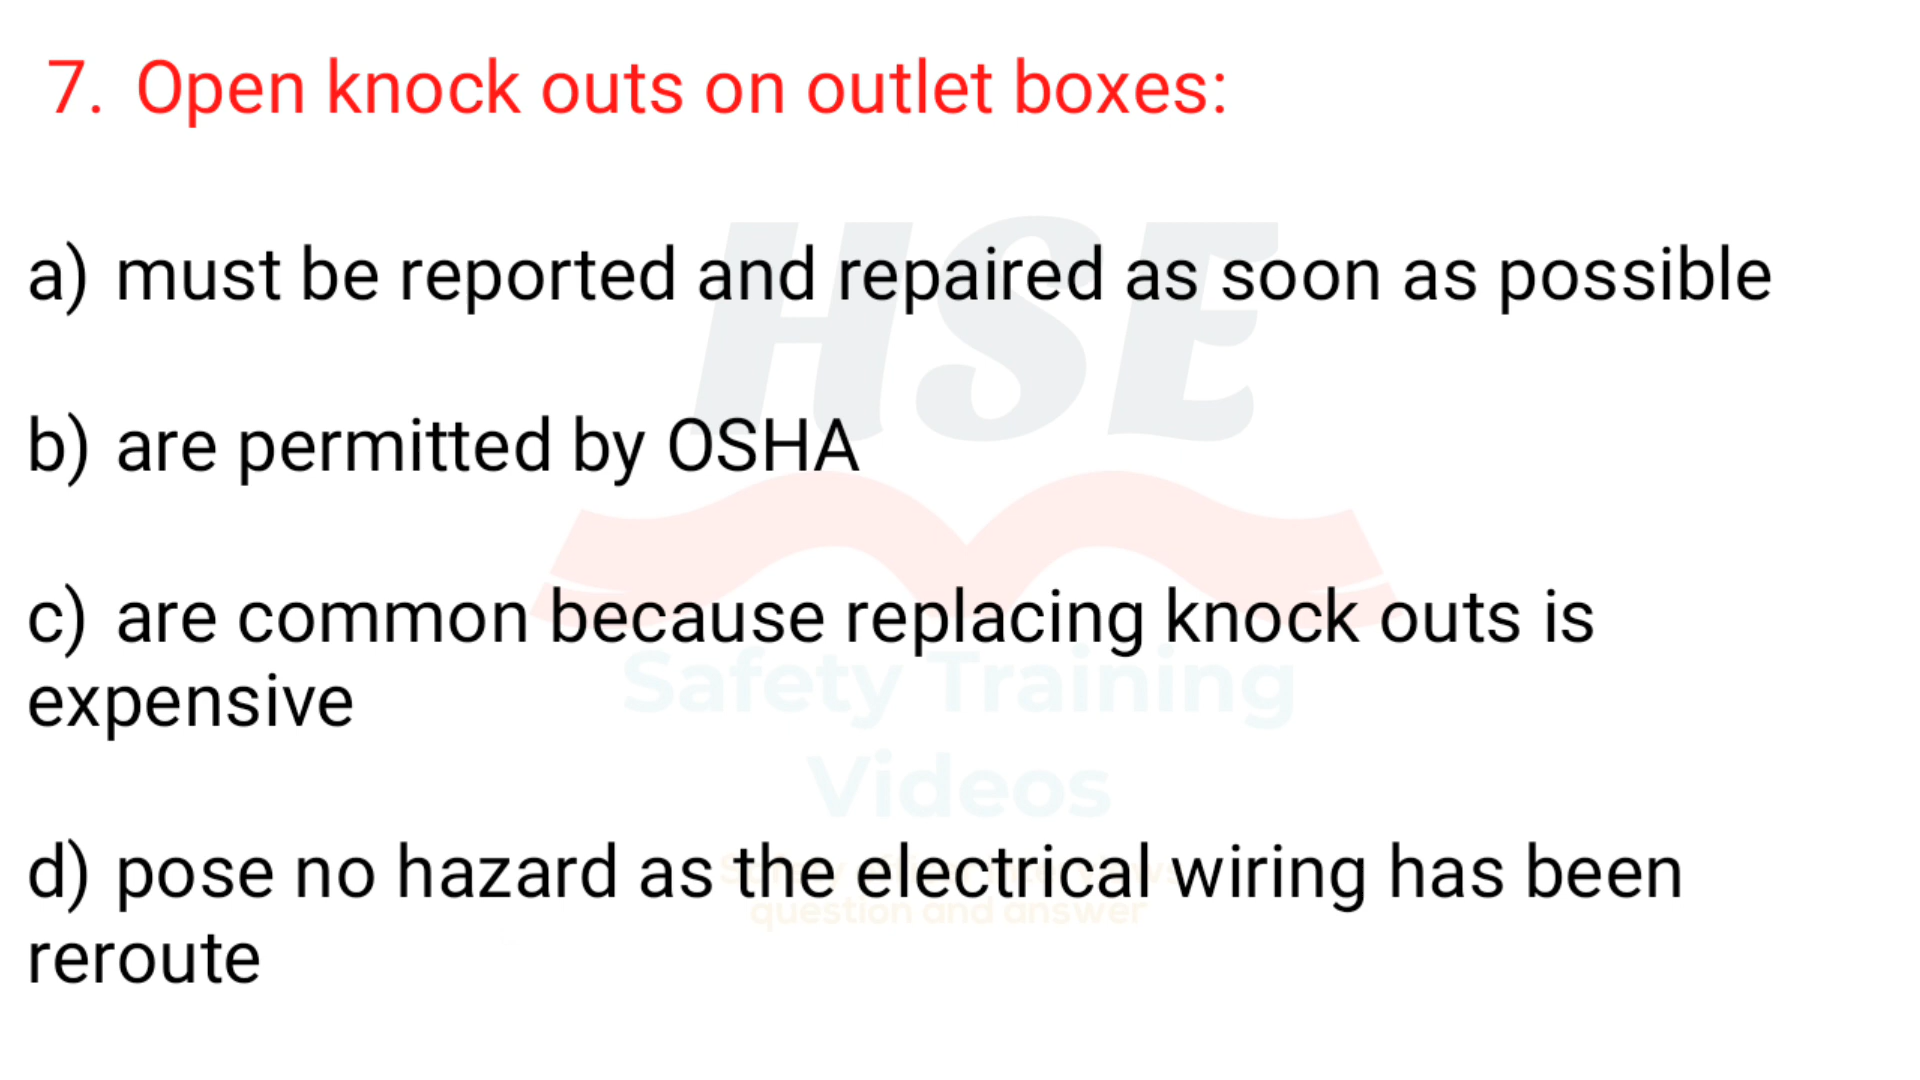 7. Open knock outs on outlet boxes:
HSE
a) must be reported and repaired as soon as possible
b) are permitted by OSHA
c) are common because replacing knock outs is
expensive
Safety Training
Videos
d) pose no hazard as the electrical wiring has been
question and answer
reroute